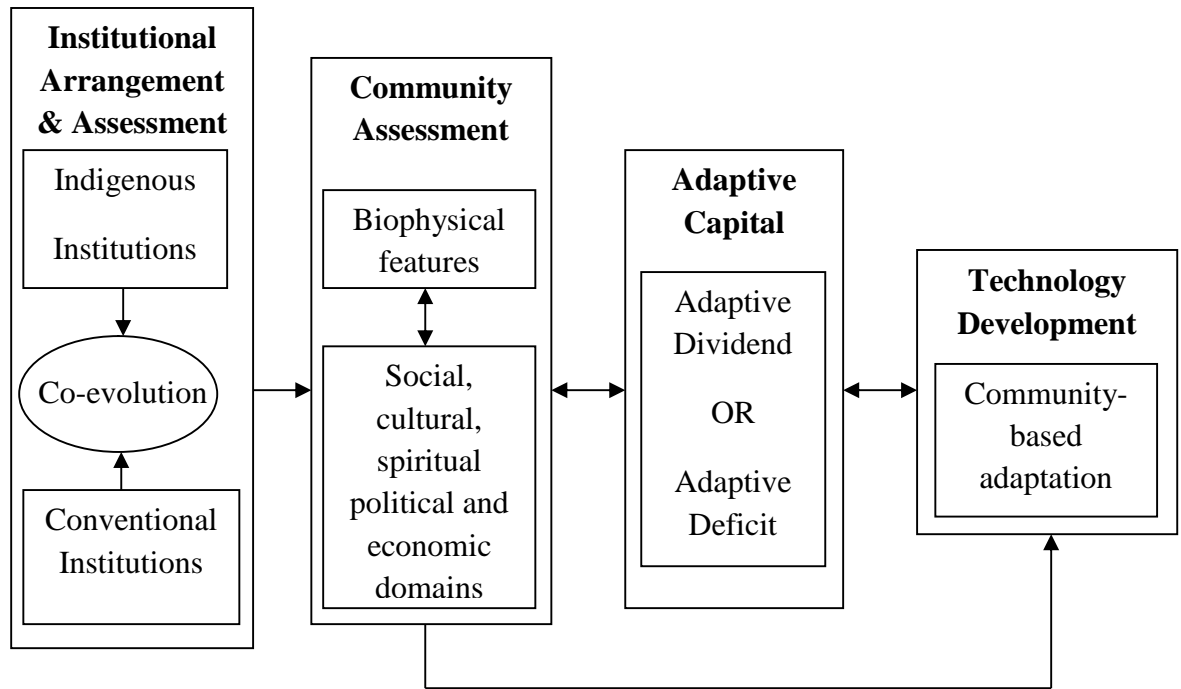 Institutional
Arrangement
& Assessment
Indigenous
Institutions
Co-evolution
Conventional
Institutions
Community
Assessment
Biophysical
features
Social,
cultural,
spiritual
political and
economic
domains
Adaptive
Capital
Adaptive
Dividend
OR
Adaptive
Deficit
Technology
Development
Community-
based
adaptation